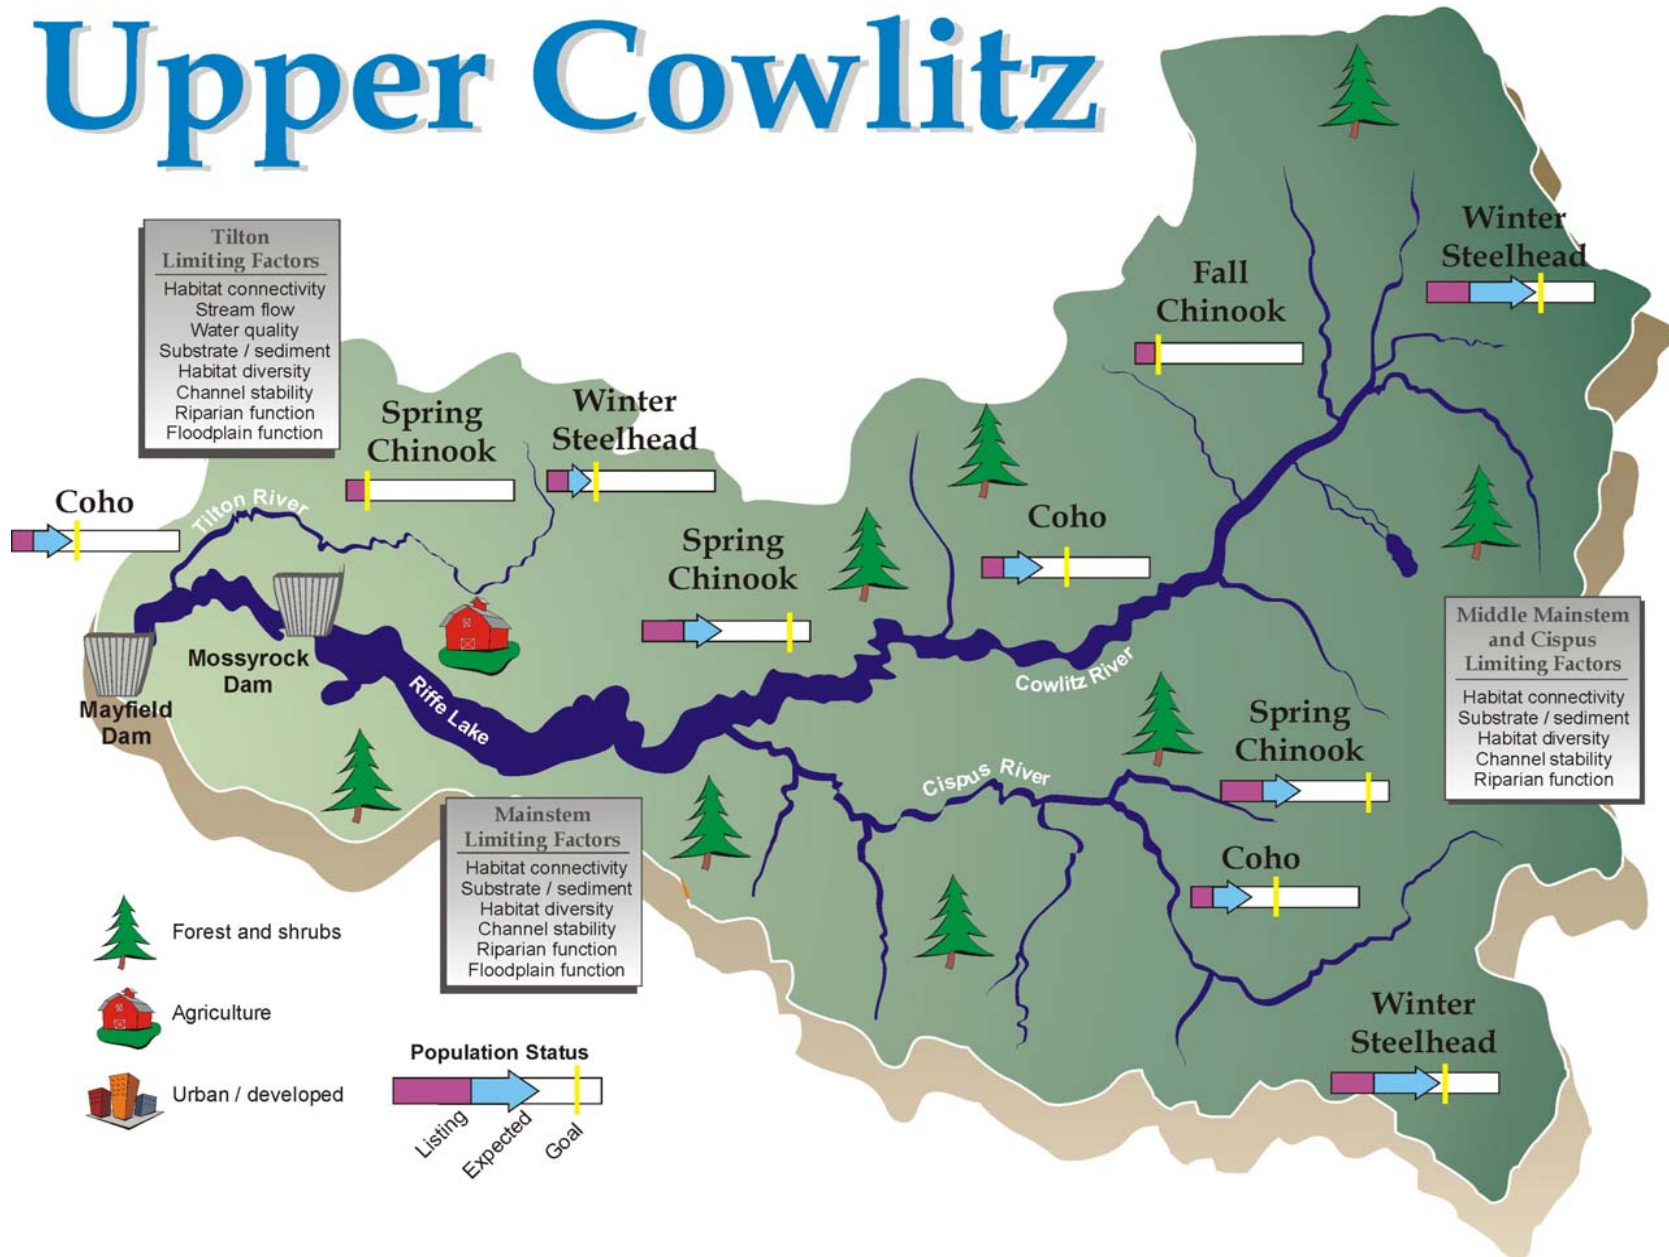 Upper Cowlitz
Tilton
Limiting Factors
Habitat connectivity
Stream flow
Water quality
Substrate / sediment
Habitat diversity
Channel stability
Riparian function
Floodplain function
Winter
Steelhead
Fall
Chinook
Spring
Chinook
Winter
Steelhead
Coho
Tilton River
Spring
Chinook
Coho
Mossyrock
Dam
Mayfield
Dam
Riffe Lake
Cowlitz River
Middle Mainstem
and Cispus
Limiting Factors
Habitat connectivity
Substrate / sediment
Habitat diversity
Channel stability
Riparian function
Spring
Chinook
Cispus River
Coho
Mainstem
Limiting Factors
Habitat connectivity
Substrate / sediment
Habitat diversity
Channel stability
Riparian function
Floodplain function
Winter
Steelhead
Forest and shrubs
Agriculture
Urban / developed
Population Status
Listing
Expected
Goal